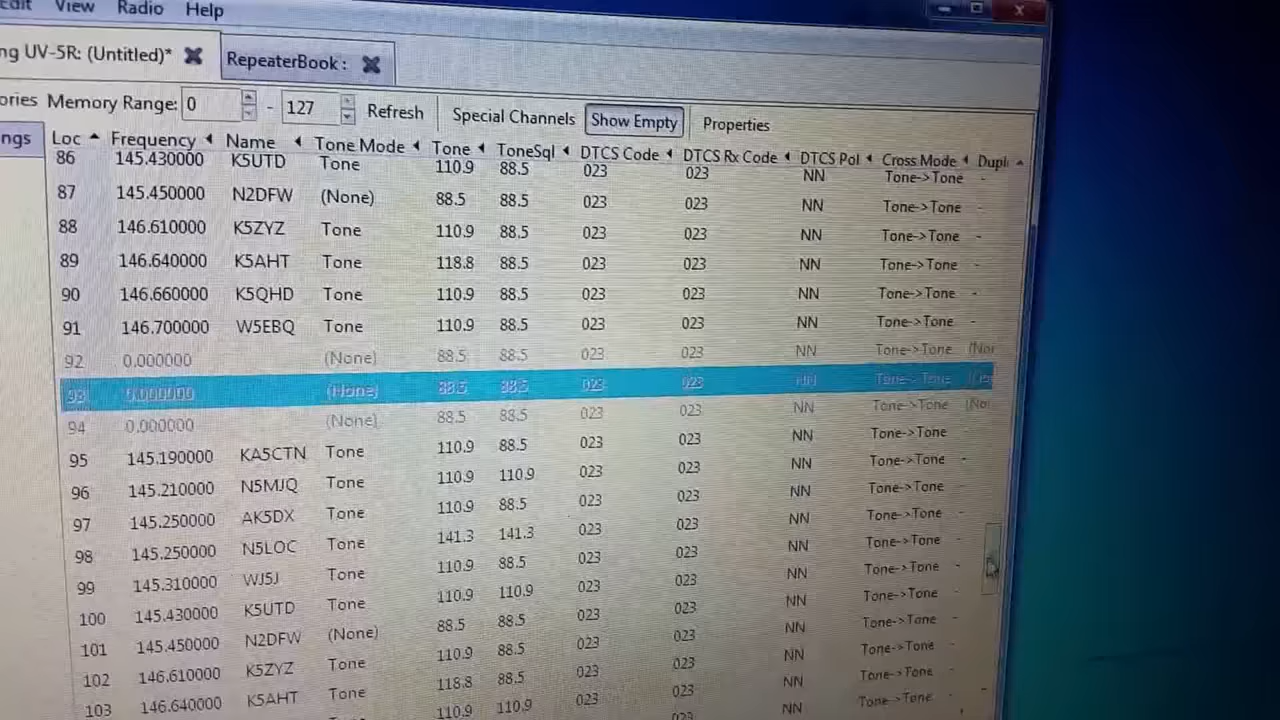 Edit View Radio Help
ng UV-5R: (Untitled)* RepeaterBook:
ories Memory Range: 0 - 127 Refresh Special Channels Show Empty Properties
ngs Loc Frequency Name Tone Mode Tone ToneSql DTCS Code DTCS Rx Code DTCS Pol Cross Mode Dupl
86 145.430000 K5UTD Tone 110.9 88.5 023 023 NN Tone->Tone -
87 145.450000 N2DFW (None) 88.5 88.5 023 023 NN Tone->Tone -
88 146.610000 K5ZYZ Tone 110.9 88.5 023 023 NN Tone->Tone -
89 146.640000 K5AHT Tone 118.8 88.5 023 023 NN Tone->Tone -
90 146.660000 K5QHD Tone 110.9 88.5 023 023 NN Tone->Tone -
91 146.700000 W5EBQ Tone 110.9 88.5 023 023 NN Tone->Tone -
92 0.000000 (None) 88.5 88.5 023 023 NN Tone->Tone (Non
93 0.000000 (None) 88.5 88.5 023 023 NN Tone->Tone
94 0.000000 (None) 88.5 88.5 023 023 NN Tone->Tone (No
95 145.190000 KA5CTN Tone 110.9 88.5 023 023 NN Tone->Tone -
96 145.210000 N5MJQ Tone 110.9 110.9 023 023 NN Tone->Tone -
97 145.250000 AK5DX Tone 110.9 88.5 023 023 NN Tone->Tone -
98 145.250000 N5LOC Tone 141.3 141.3 023 023 NN Tone->Tone -
99 145.310000 WJ5J Tone 110.9 88.5 023 023 NN Tone->Tone -
100 145.430000 K5UTD Tone 110.9 110.9 023 023 NN Tone->Tone -
101 145.450000 N2DFW (None) 88.5 88.5 023 023 NN Tone->Tone -
102 146.610000 K5ZYZ Tone 110.9 88.5 023 023 NN Tone->Tone -
103 146.640000 K5AHT Tone 118.8 88.5 023 023 NN Tone->Tone -
110.9 110.9 023